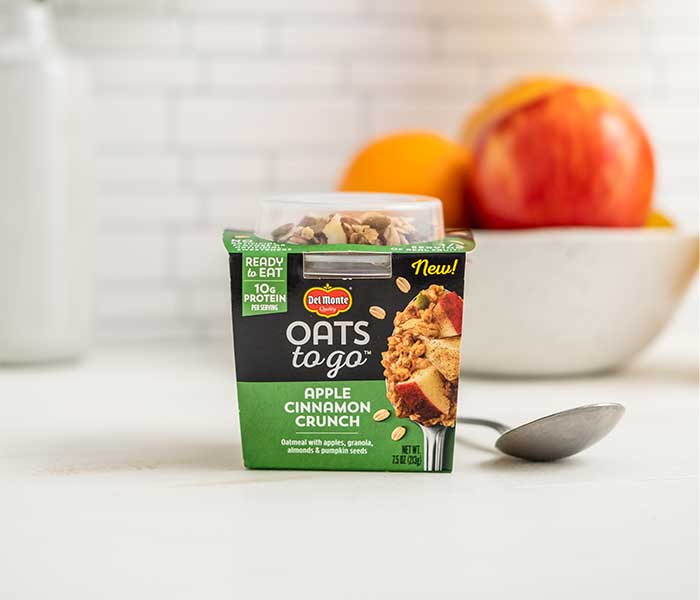 READY
to EAT
10G
PROTEIN
PER SERVING
New!
Del Monte
Quality
OATS
to go™
APPLE
CINNAMON
CRUNCH
Oatmeal with apples, granola,
almonds & pumpkin seeds
NET WT.
7.5 OZ (213g)